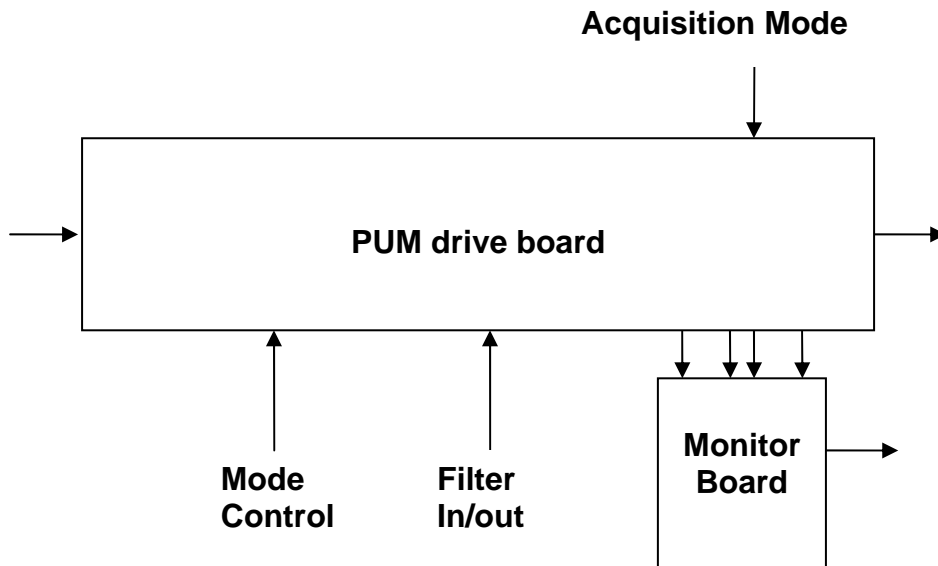 Acquisition Mode
PUM drive board
Mode
Control
Filter
In/out
Monitor
Board